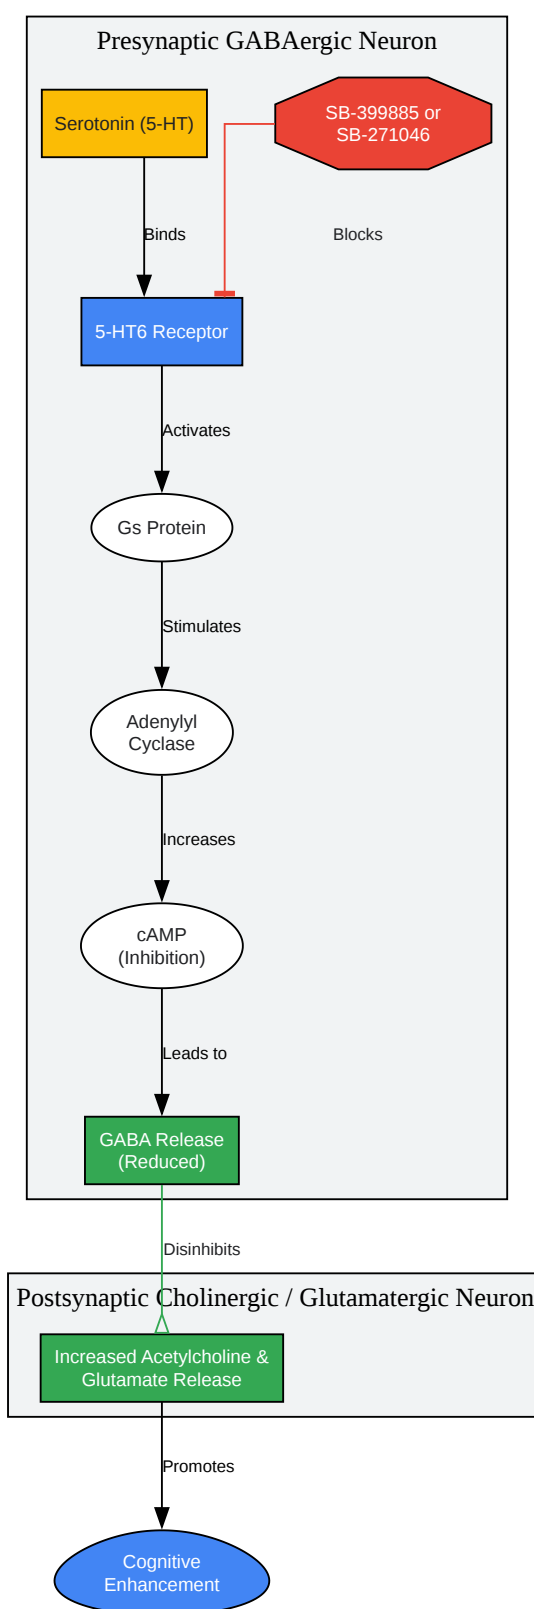 Presynaptic GABAergic Neuron
Serotonin (5-HT)
SB-399885 or
SB-271046
Binds
Blocks
5-HT6 Receptor
Activates
Gs Protein
Stimulates
Adenylyl
Cyclase
Increases
cAMP
(Inhibition)
Leads to
GABA Release
(Reduced)
Disinhibits
Postsynaptic Cholinergic / Glutamatergic Neuron
Increased Acetylcholine &
Glutamate Release
Promotes
Cognitive
Enhancement